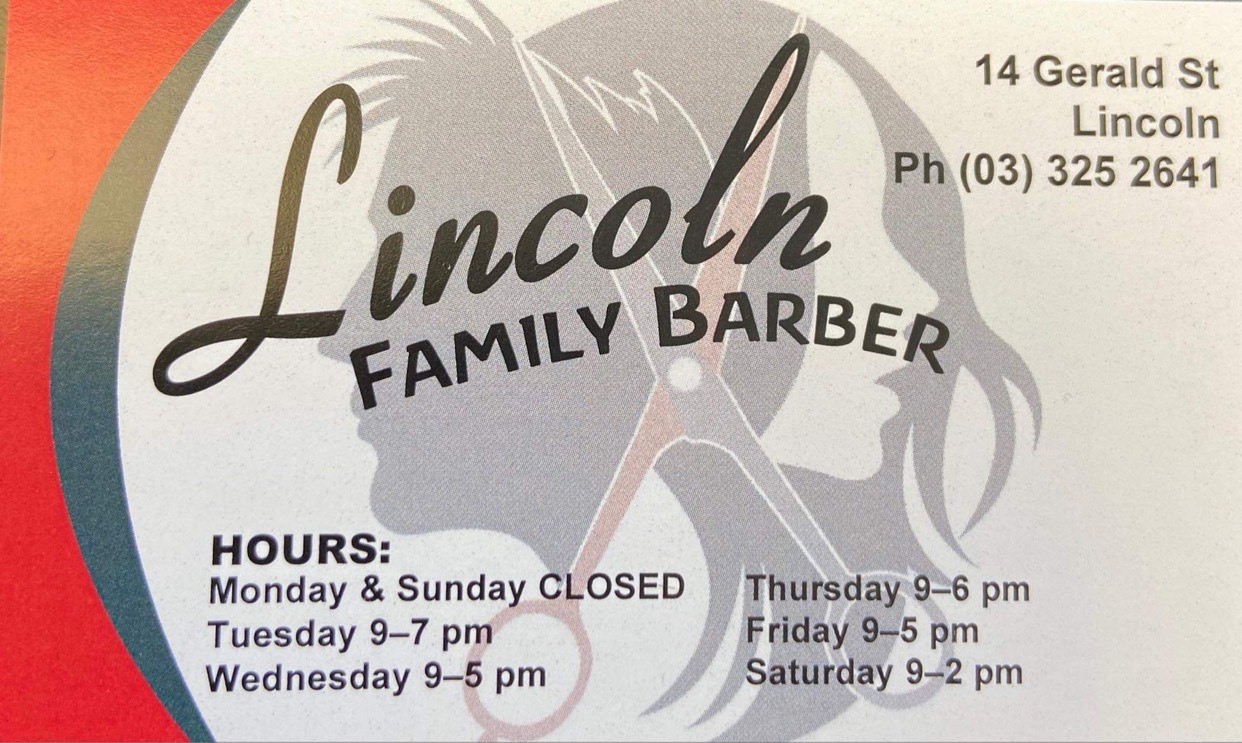 14 Gerald St
Lincoln
Ph (03) 325 2641
Lincoln
FAMILY BARBER
HOURS:
Monday & Sunday CLOSED
Tuesday 9–7 pm
Wednesday 9–5 pm
Thursday 9–6 pm
Friday 9–5 pm
Saturday 9–2 pm